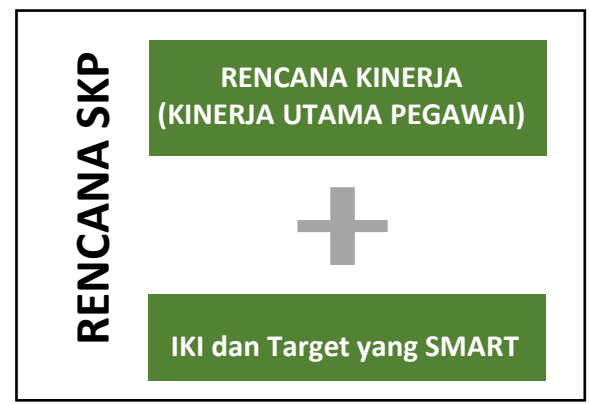 RENCANA SKP
RENCANA KINERJA
(KINERJA UTAMA PEGAWAI)
IKI dan Target yang SMART